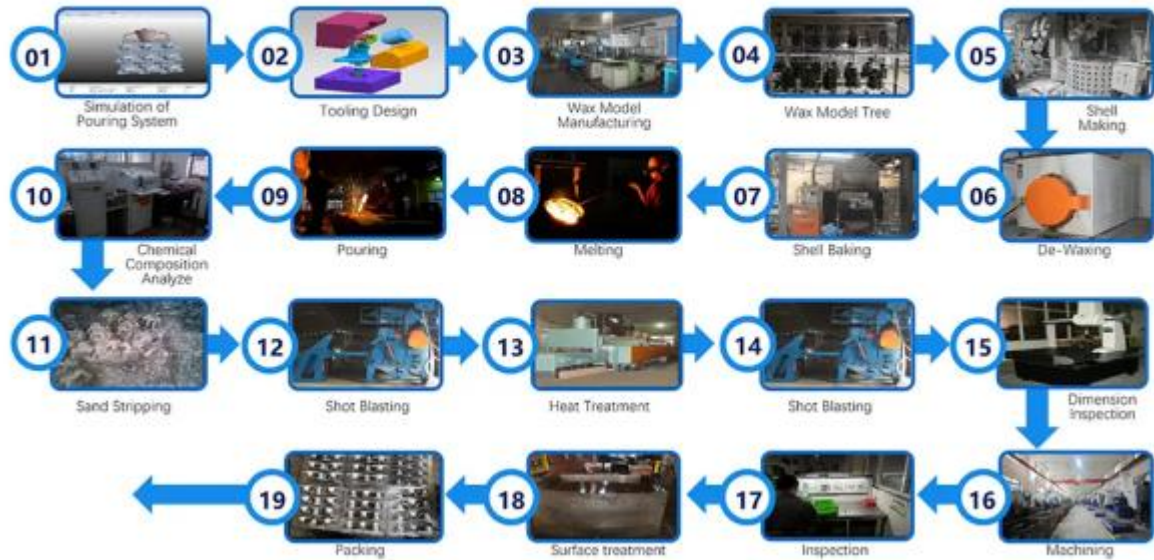 01
Simulation of
Pouring System
02
Tooling Design
03
Wax Model
Manufacturing
04
Wax Model Tree
05
Shell
Making
10
Chemical
Composition
Analyze
09
Pouring
08
Melting
07
Shell Baking
06
De-Waxing
11
Sand Stripping
12
Shot Blasting
13
Heat Treatment
14
Shot Blasting
15
Dimension
Inspection
19
Packing
18
Surface treatment
17
Inspection
16
Machining